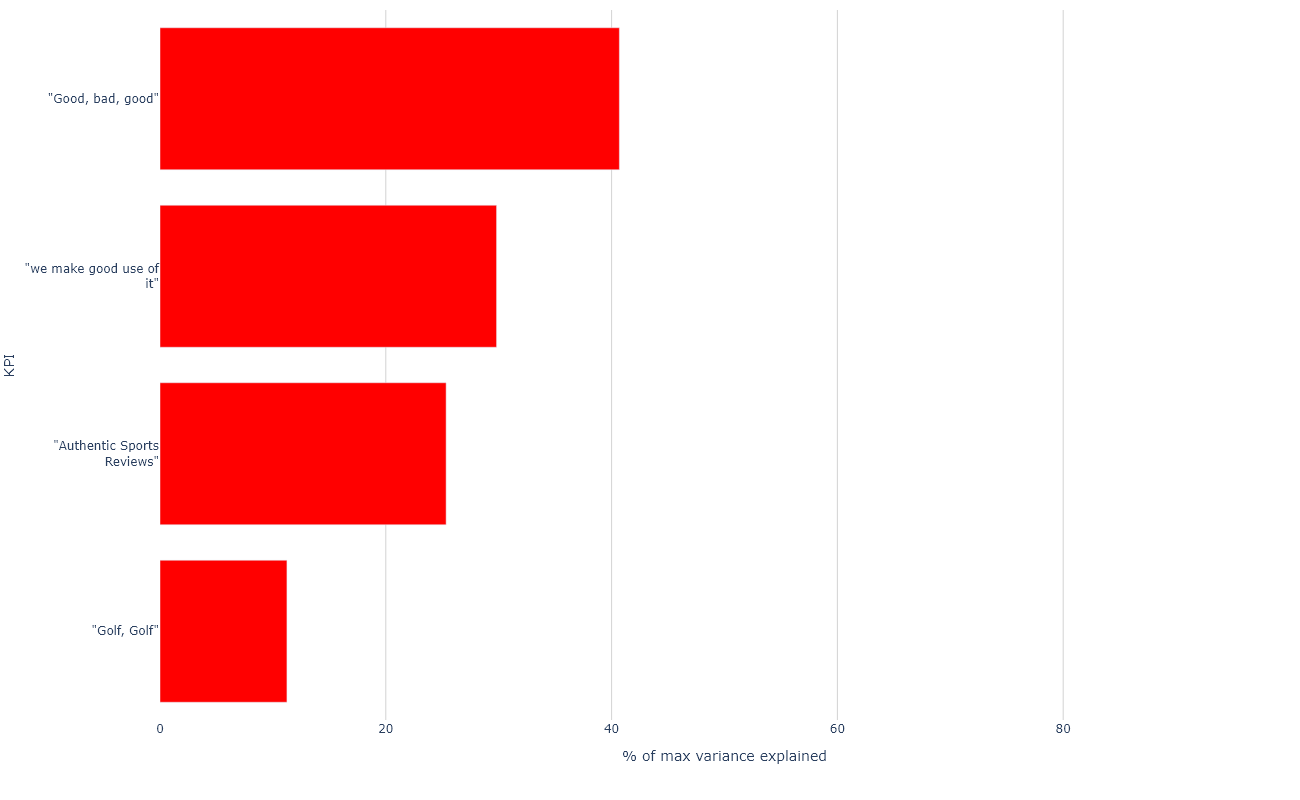 "Good, bad, good"
"we make good use of
it"
KPI
"Authentic Sports
Reviews"
"Golf, Golf"
0
20
40
60
80
% of max variance explained